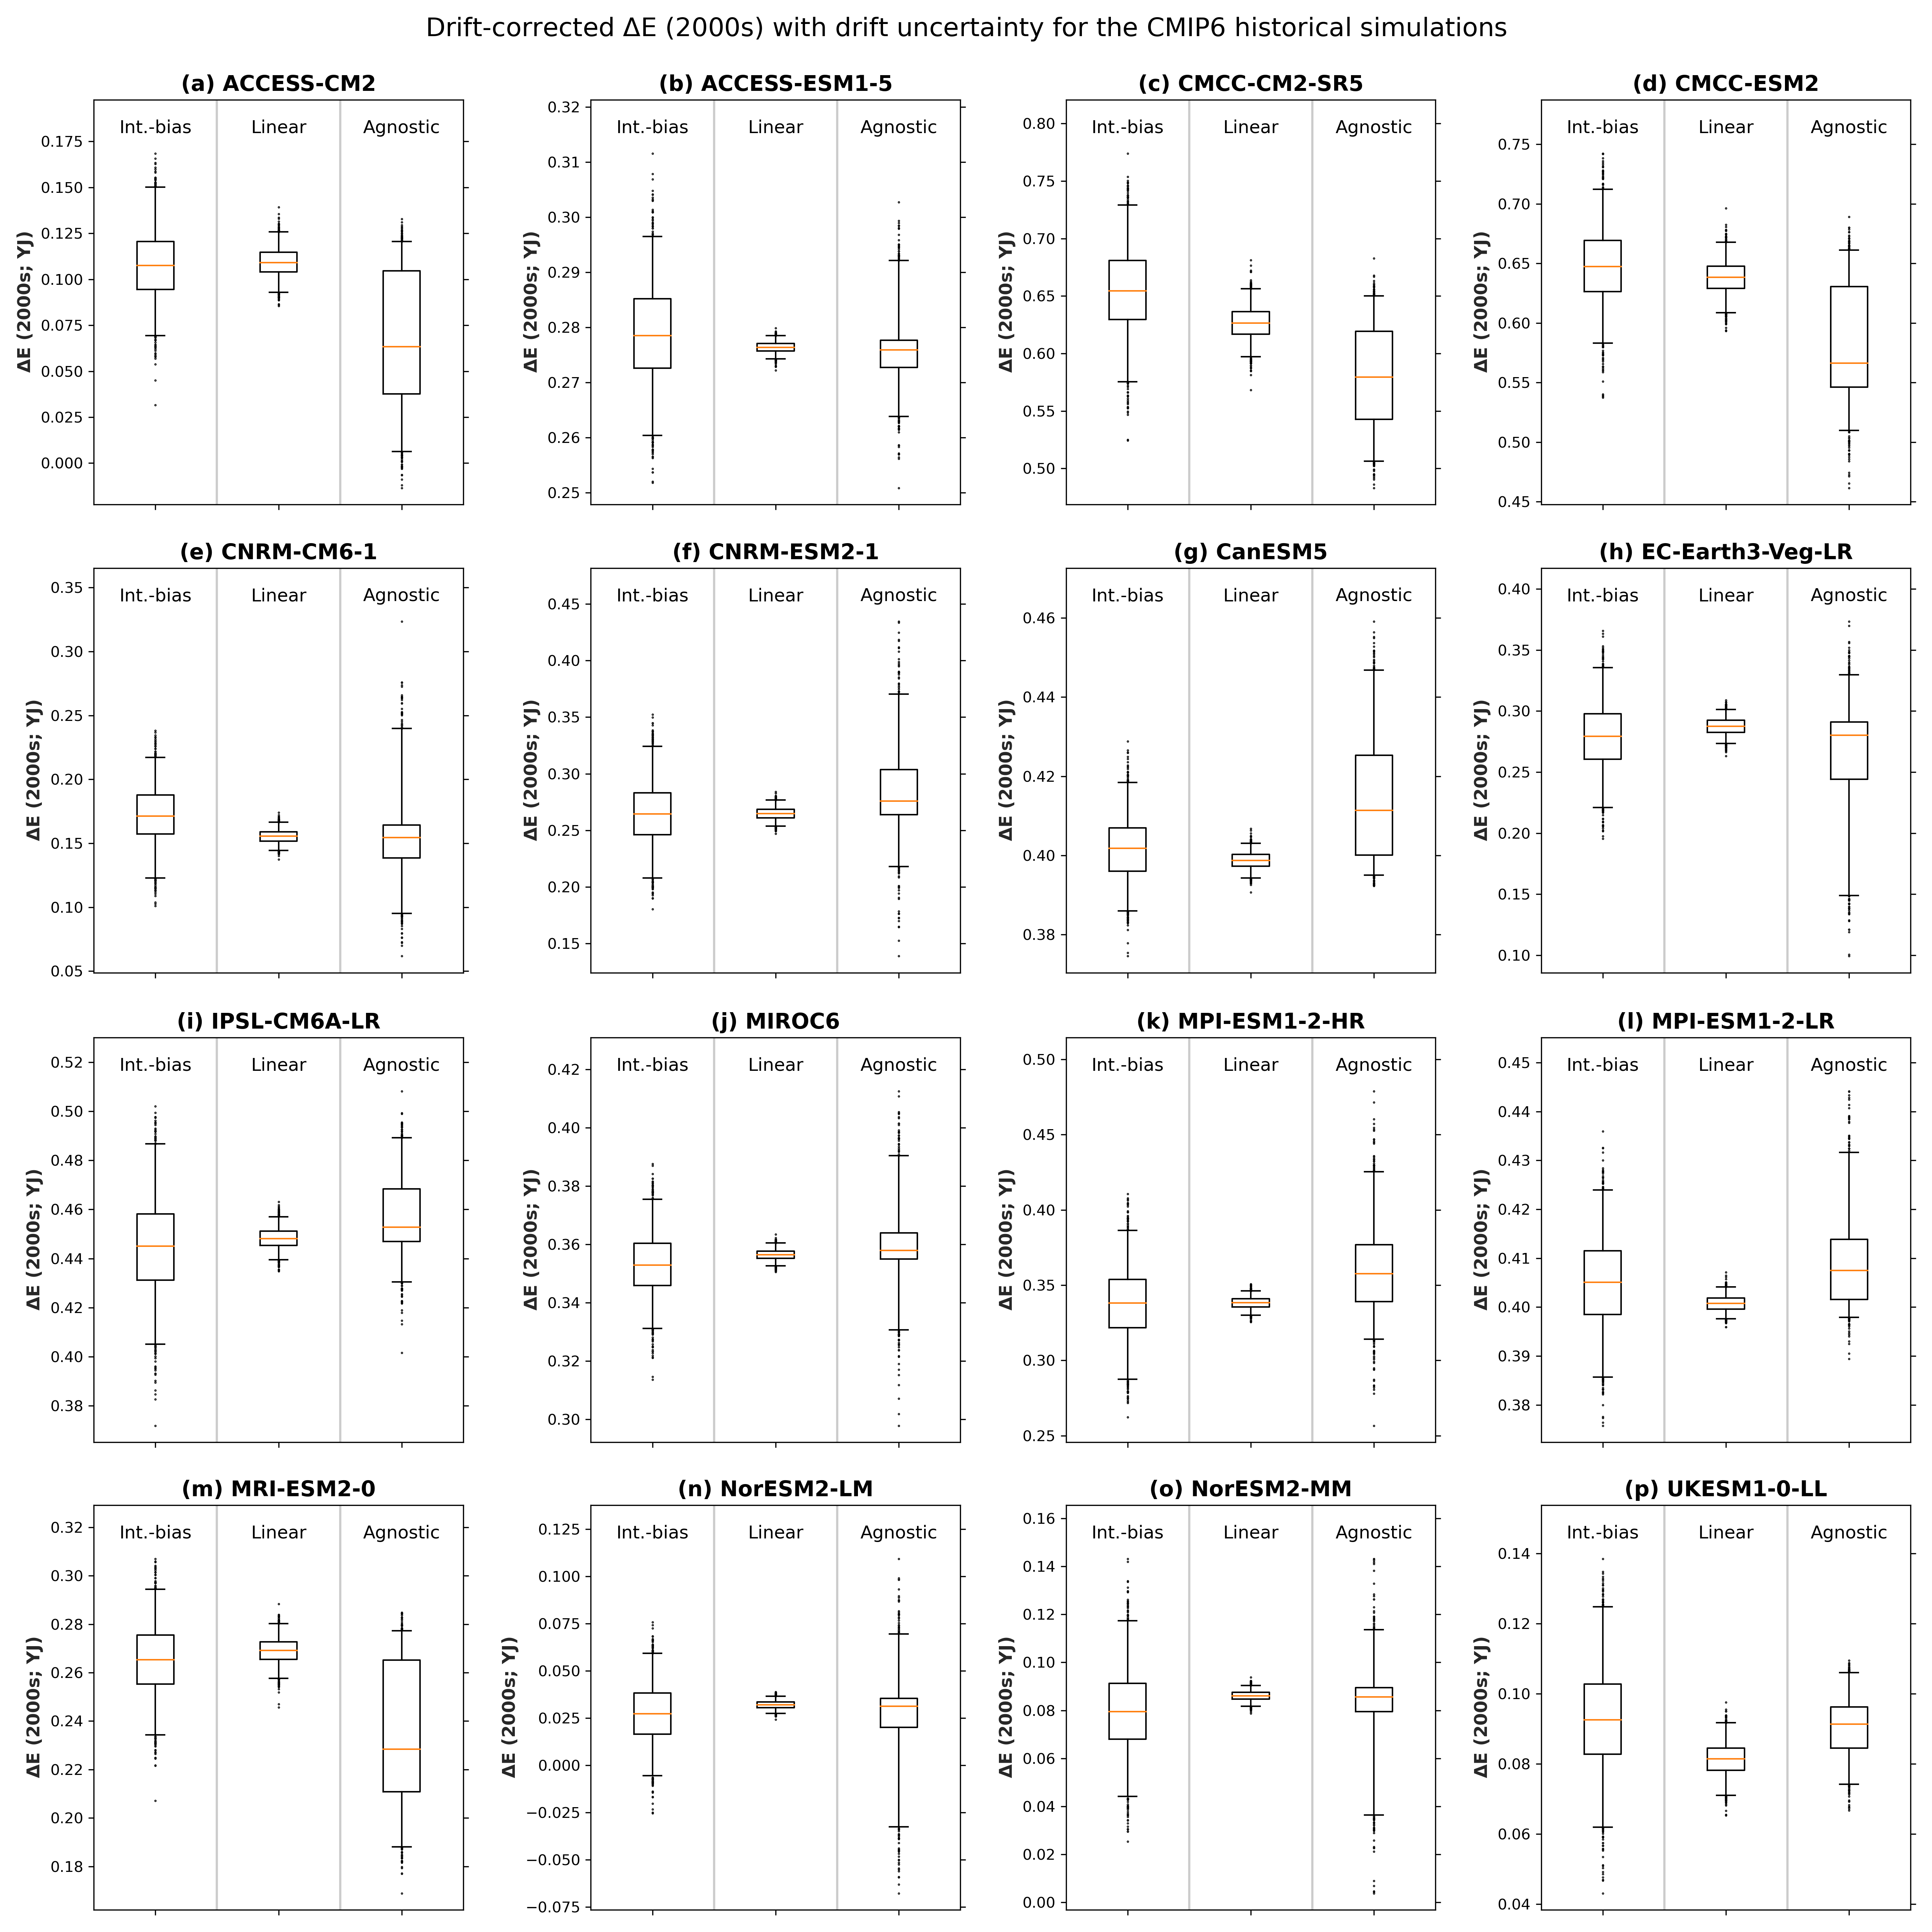 Drift-corrected ΔE (2000s) with drift uncertainty for the CMIP6 historical simulations
(a) ACCESS-CM2
Int.-bias Linear Agnostic
ΔE (2000s; YJ)
0.175
0.150
0.125
0.100
0.075
0.050
0.025
0.000
(b) ACCESS-ESM1-5
Int.-bias Linear Agnostic
ΔE (2000s; YJ)
0.32
0.31
0.30
0.29
0.28
0.27
0.26
0.25
(c) CMCC-CM2-SR5
Int.-bias Linear Agnostic
ΔE (2000s; YJ)
0.80
0.75
0.70
0.65
0.60
0.55
0.50
(d) CMCC-ESM2
Int.-bias Linear Agnostic
ΔE (2000s; YJ)
0.75
0.70
0.65
0.60
0.55
0.50
0.45
(e) CNRM-CM6-1
Int.-bias Linear Agnostic
ΔE (2000s; YJ)
0.35
0.30
0.25
0.20
0.15
0.10
0.05
(f) CNRM-ESM2-1
Int.-bias Linear Agnostic
ΔE (2000s; YJ)
0.45
0.40
0.35
0.30
0.25
0.20
0.15
(g) CanESM5
Int.-bias Linear Agnostic
ΔE (2000s; YJ)
0.46
0.44
0.42
0.40
0.38
(h) EC-Earth3-Veg-LR
Int.-bias Linear Agnostic
ΔE (2000s; YJ)
0.40
0.35
0.30
0.25
0.20
0.15
0.10
(i) IPSL-CM6A-LR
Int.-bias Linear Agnostic
ΔE (2000s; YJ)
0.52
0.50
0.48
0.46
0.44
0.42
0.40
0.38
(j) MIROC6
Int.-bias Linear Agnostic
ΔE (2000s; YJ)
0.42
0.40
0.38
0.36
0.34
0.32
0.30
(k) MPI-ESM1-2-HR
Int.-bias Linear Agnostic
ΔE (2000s; YJ)
0.50
0.45
0.40
0.35
0.30
0.25
(l) MPI-ESM1-2-LR
Int.-bias Linear Agnostic
ΔE (2000s; YJ)
0.45
0.44
0.43
0.42
0.41
0.40
0.39
0.38
(m) MRI-ESM2-0
Int.-bias Linear Agnostic
ΔE (2000s; YJ)
0.32
0.30
0.28
0.26
0.24
0.22
0.20
0.18
(n) NorESM2-LM
Int.-bias Linear Agnostic
ΔE (2000s; YJ)
0.125
0.100
0.075
0.050
0.025
0.000
−0.025
−0.050
−0.075
(o) NorESM2-MM
Int.-bias Linear Agnostic
ΔE (2000s; YJ)
0.16
0.14
0.12
0.10
0.08
0.06
0.04
0.02
0.00
(p) UKESM1-0-LL
Int.-bias Linear Agnostic
ΔE (2000s; YJ)
0.14
0.12
0.10
0.08
0.06
0.04